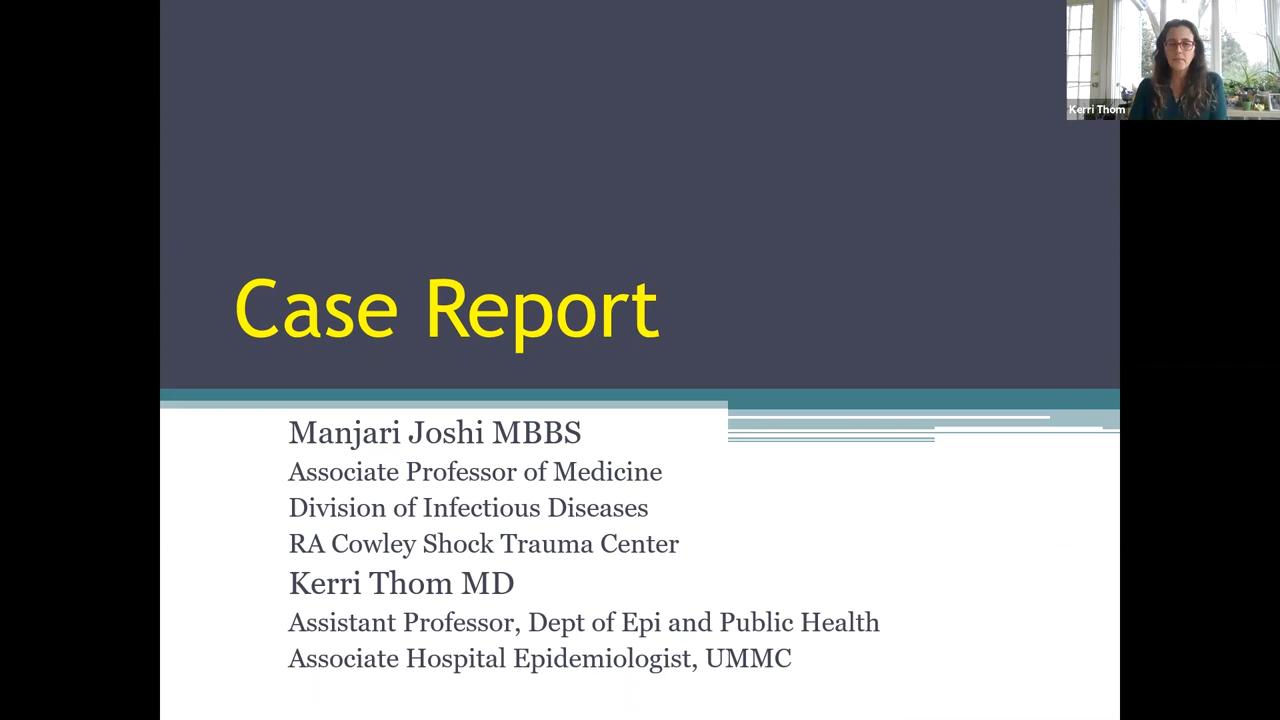 Kerri Thom
Case Report
Manjari Joshi MBBS
Associate Professor of Medicine
Division of Infectious Diseases
RA Cowley Shock Trauma Center
Kerri Thom MD
Assistant Professor, Dept of Epi and Public Health
Associate Hospital Epidemiologist, UMMC